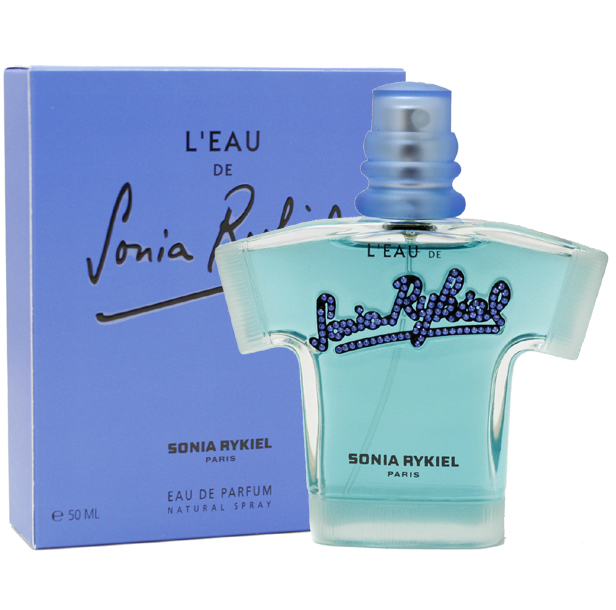 L'EAU
DE
Sonia Rykiel
SONIA RYKIEL
PARIS
EAU DE PARFUM
NATURAL SPRAY
e 50 ML
L'EAU DE
Sonia Rykiel
SONIA RYKIEL
PARIS